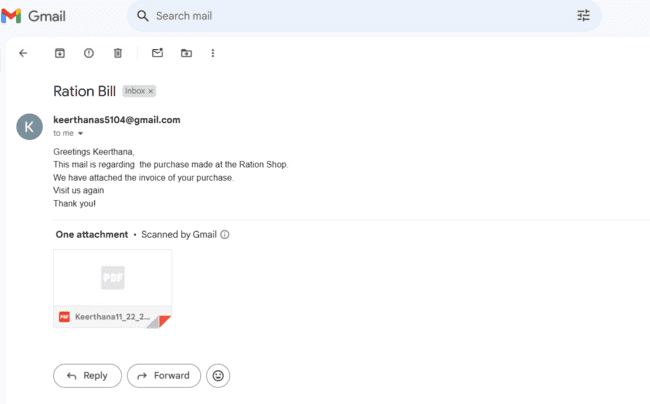 Gmail
Search mail
Ration Bill Inbox ×
K
keerthanas5104@gmail.com
to me
Greetings Keerthana,
This mail is regarding the purchase made at the Ration Shop.
We have attached the invoice of your purchase.
Visit us again
Thank you!
One attachment • Scanned by Gmail
PDF
PDF Keerthana11_22_2...
Reply
Forward